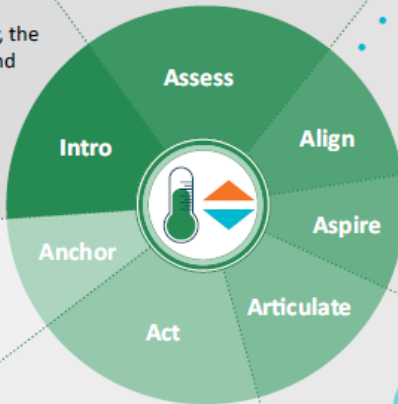 , the
nd
Assess
Intro
Align
Aspire
Anchor
Articulate
Act